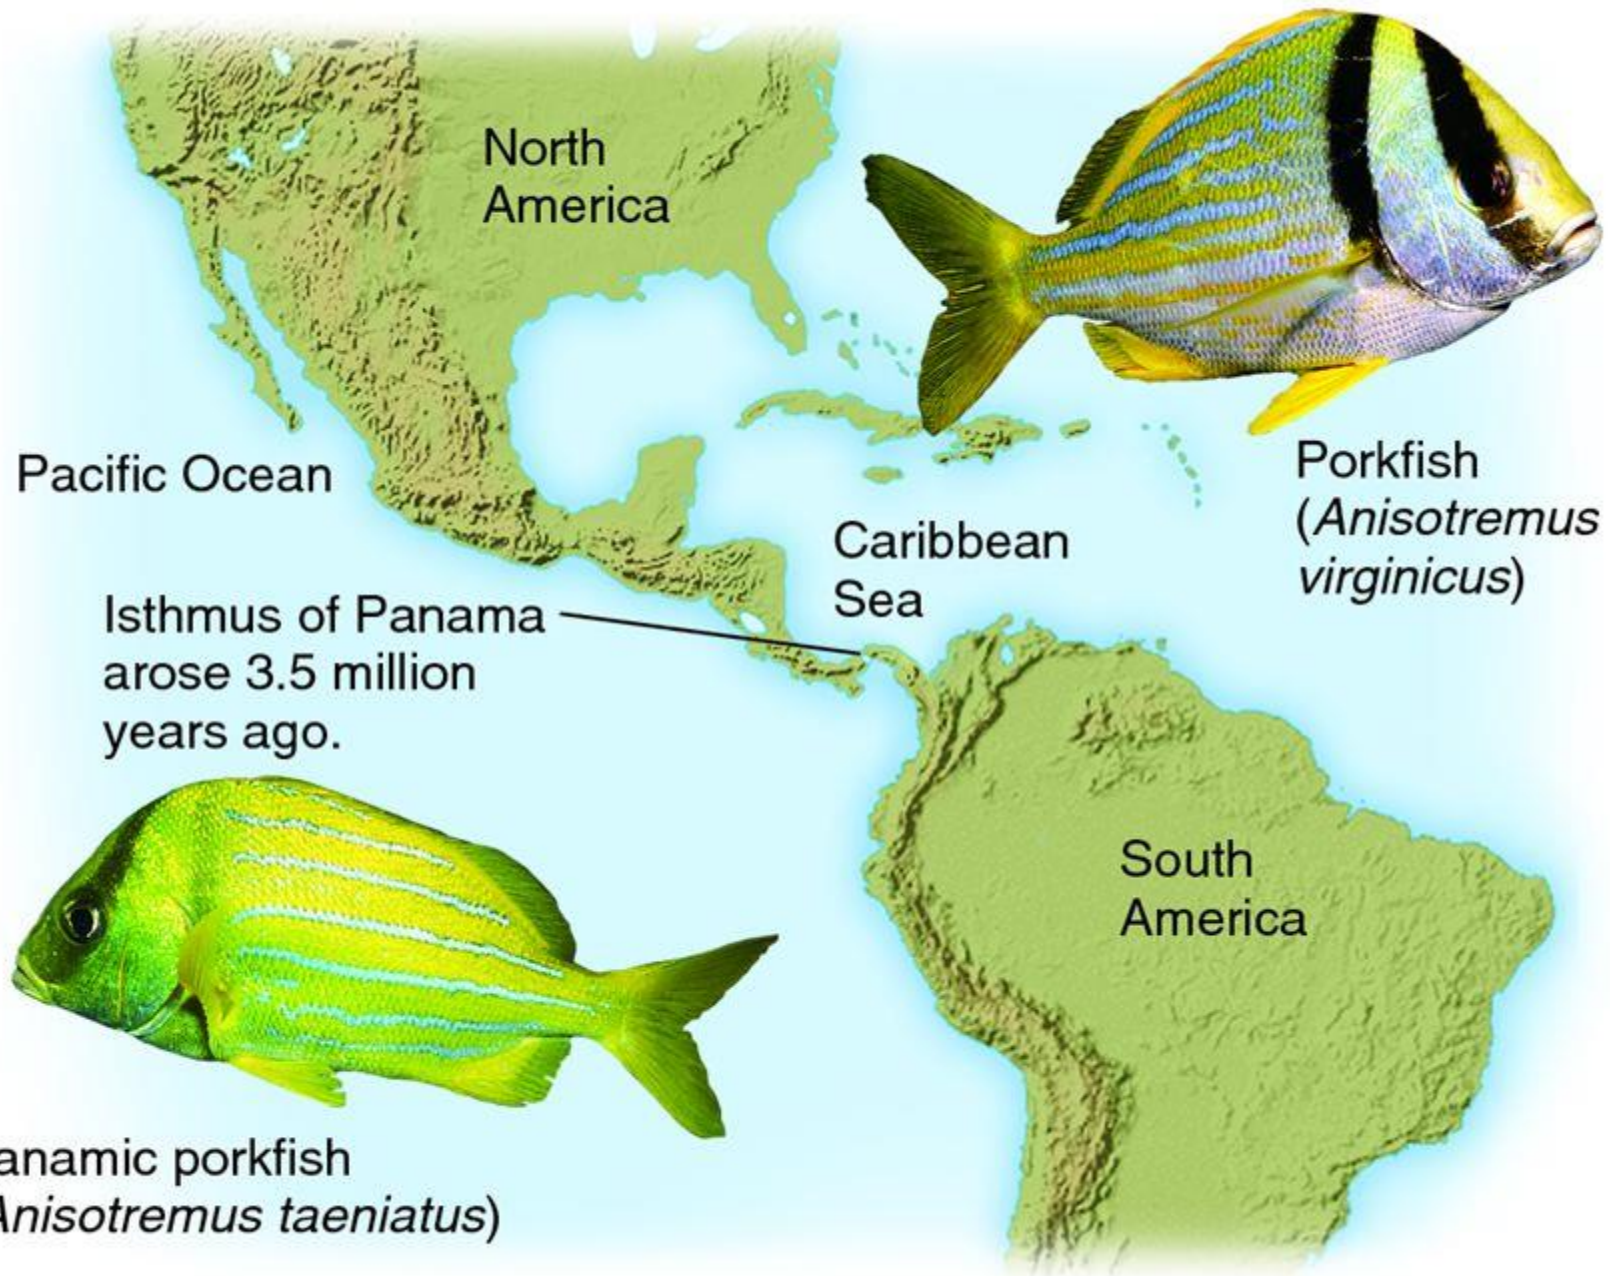 North
America
Pacific Ocean
Caribbean
Sea
Porkfish
(Anisotremus
virginicus)
Isthmus of Panama
arose 3.5 million
years ago.
South
America
anamic porkfish
Anisotremus taeniatus)